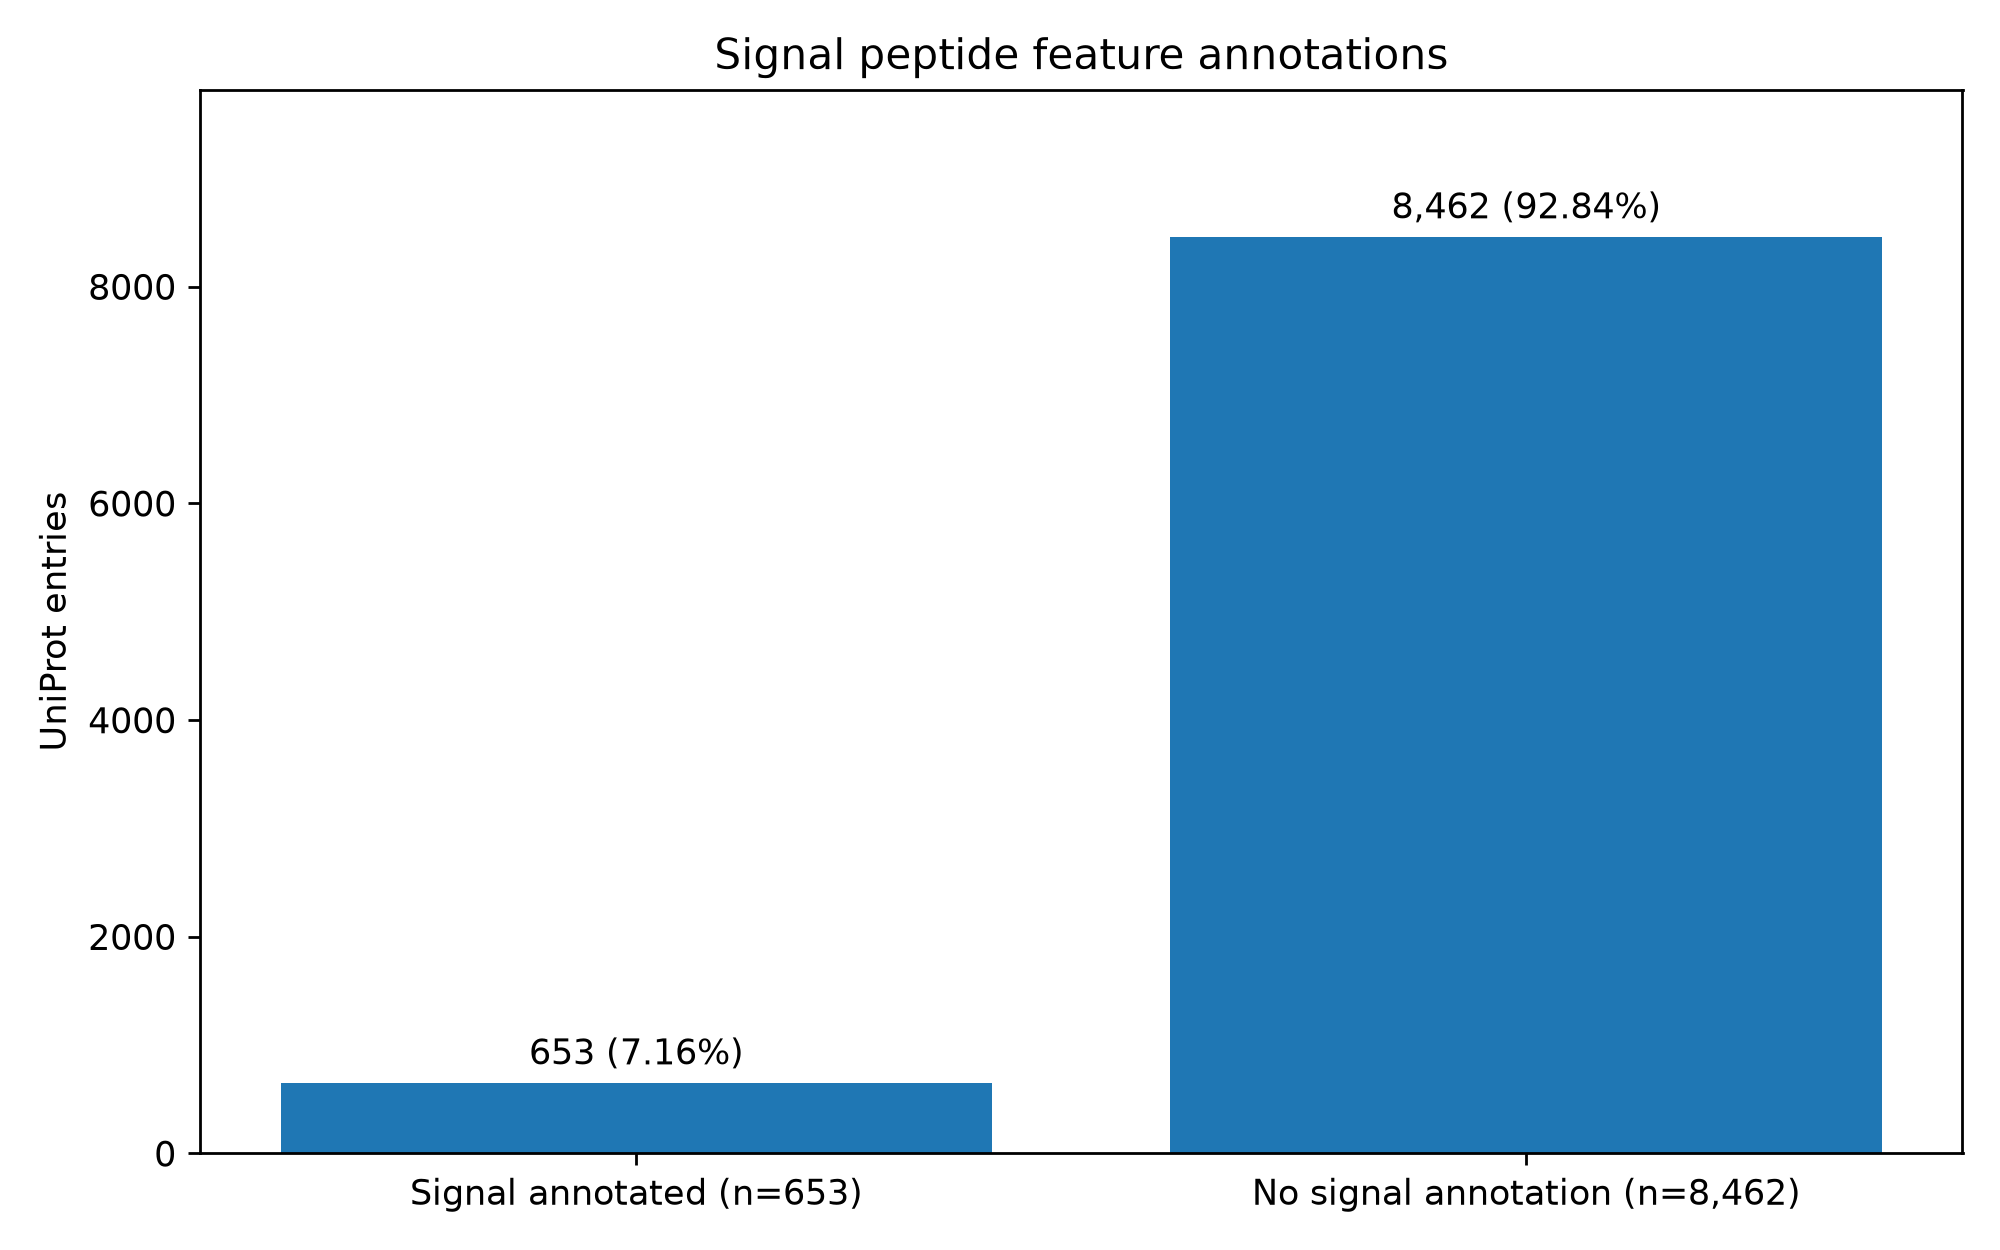 Signal peptide feature annotations
UniProt entries
8000
6000
4000
2000
0
8,462 (92.84%)
653 (7.16%)
Signal annotated (n=653)
No signal annotation (n=8,462)